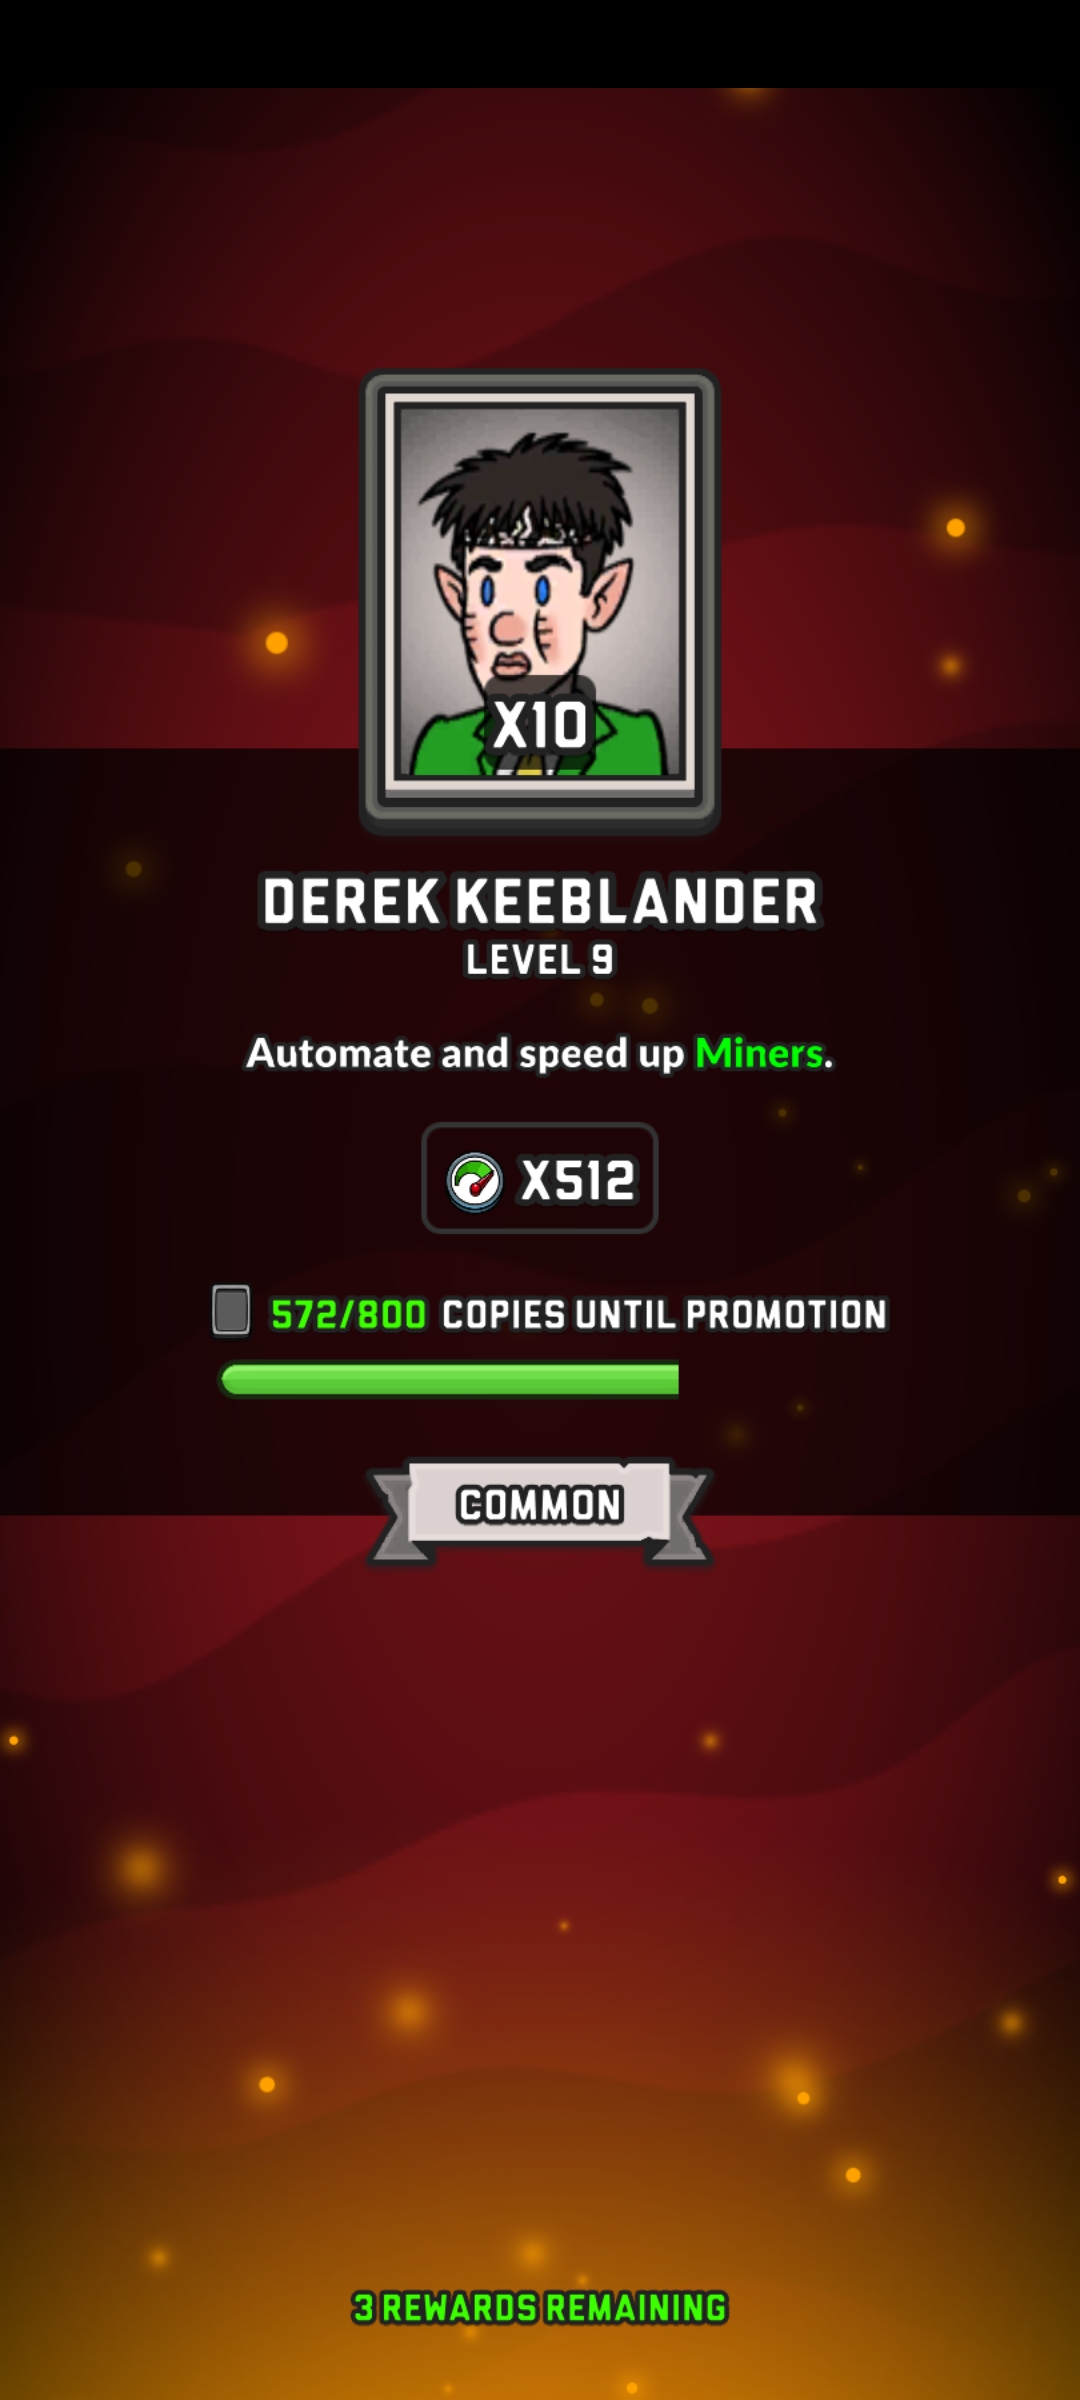 X10
DEREK KEEBLANDER
LEVEL 9
Automate and speed up Miners.
X512
572/800 COPIES UNTIL PROMOTION
COMMON
3 REWARDS REMAINING